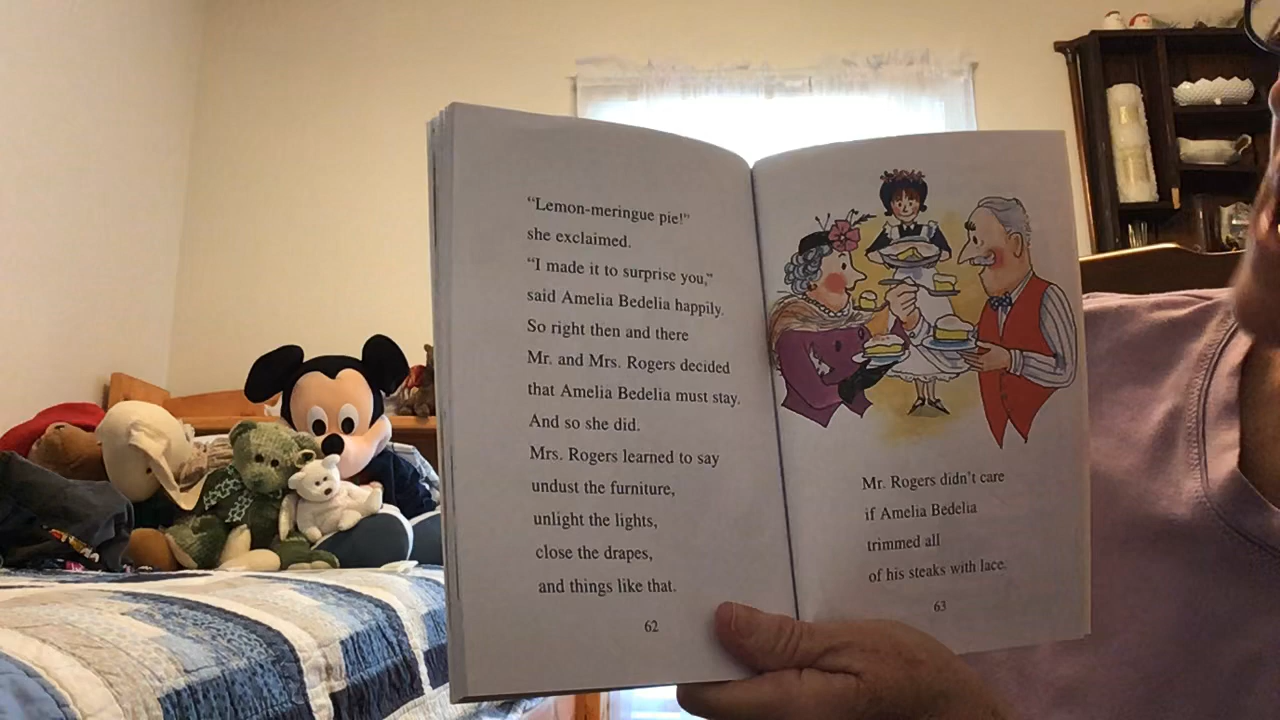 “Lemon-meringue pie!”
she exclaimed.
“I made it to surprise you,”
said Amelia Bedelia happily.
So right then and there
Mr. and Mrs. Rogers decided
that Amelia Bedelia must stay.
And so she did.
Mrs. Rogers learned to say
undust the furniture,
unlight the lights,
close the drapes,
and things like that.
62
Mr. Rogers didn’t care
if Amelia Bedelia
trimmed all
of his steaks with lace.
63